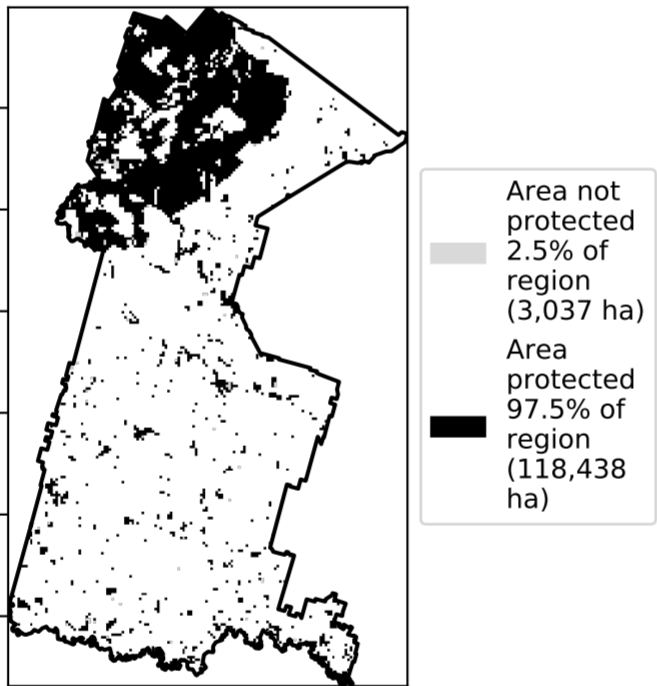 Area not
protected
2.5% of
region
(3,037 ha)
Area
protected
97.5% of
region
(118,438
ha)